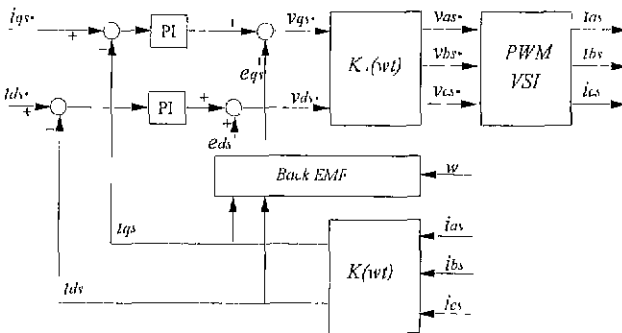 iqs* + - PI + + vqs* vas* ias
K-1(wt) vbs* PWM VSI ibs
eqs'
ids* + - PI + + vds* vcs* ics
eds'
Back EMF w
iqs ias
K(wt) ibs
ids ics